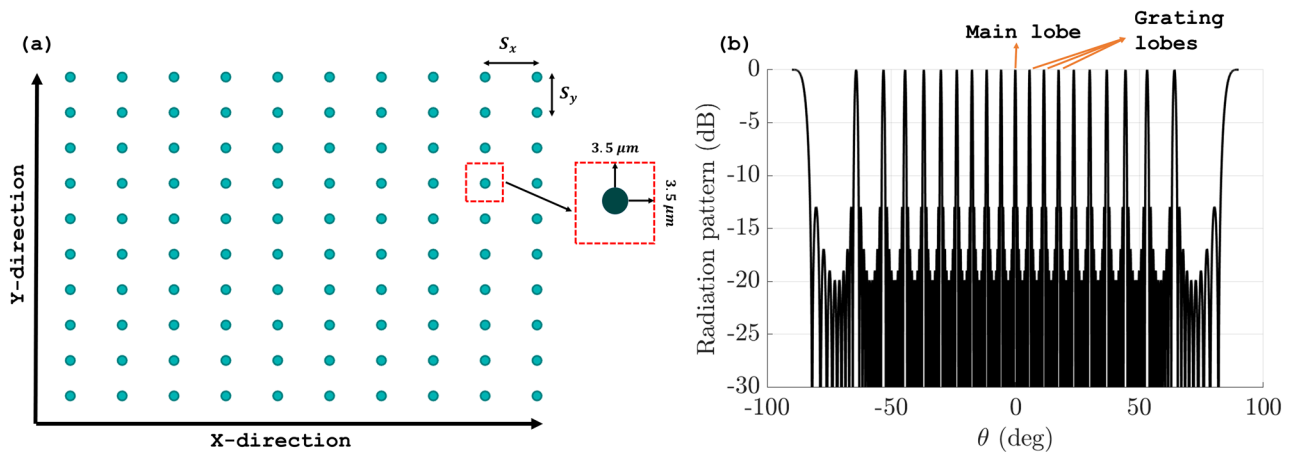 (a)
Sₓ
S_y
3.5 μm
3.5 μm
Y-direction
X-direction
(b)
Main lobe
Grating
lobes
Radiation pattern (dB)
0
-5
-10
-15
-20
-25
-30
-100
-50
0
50
100
θ (deg)